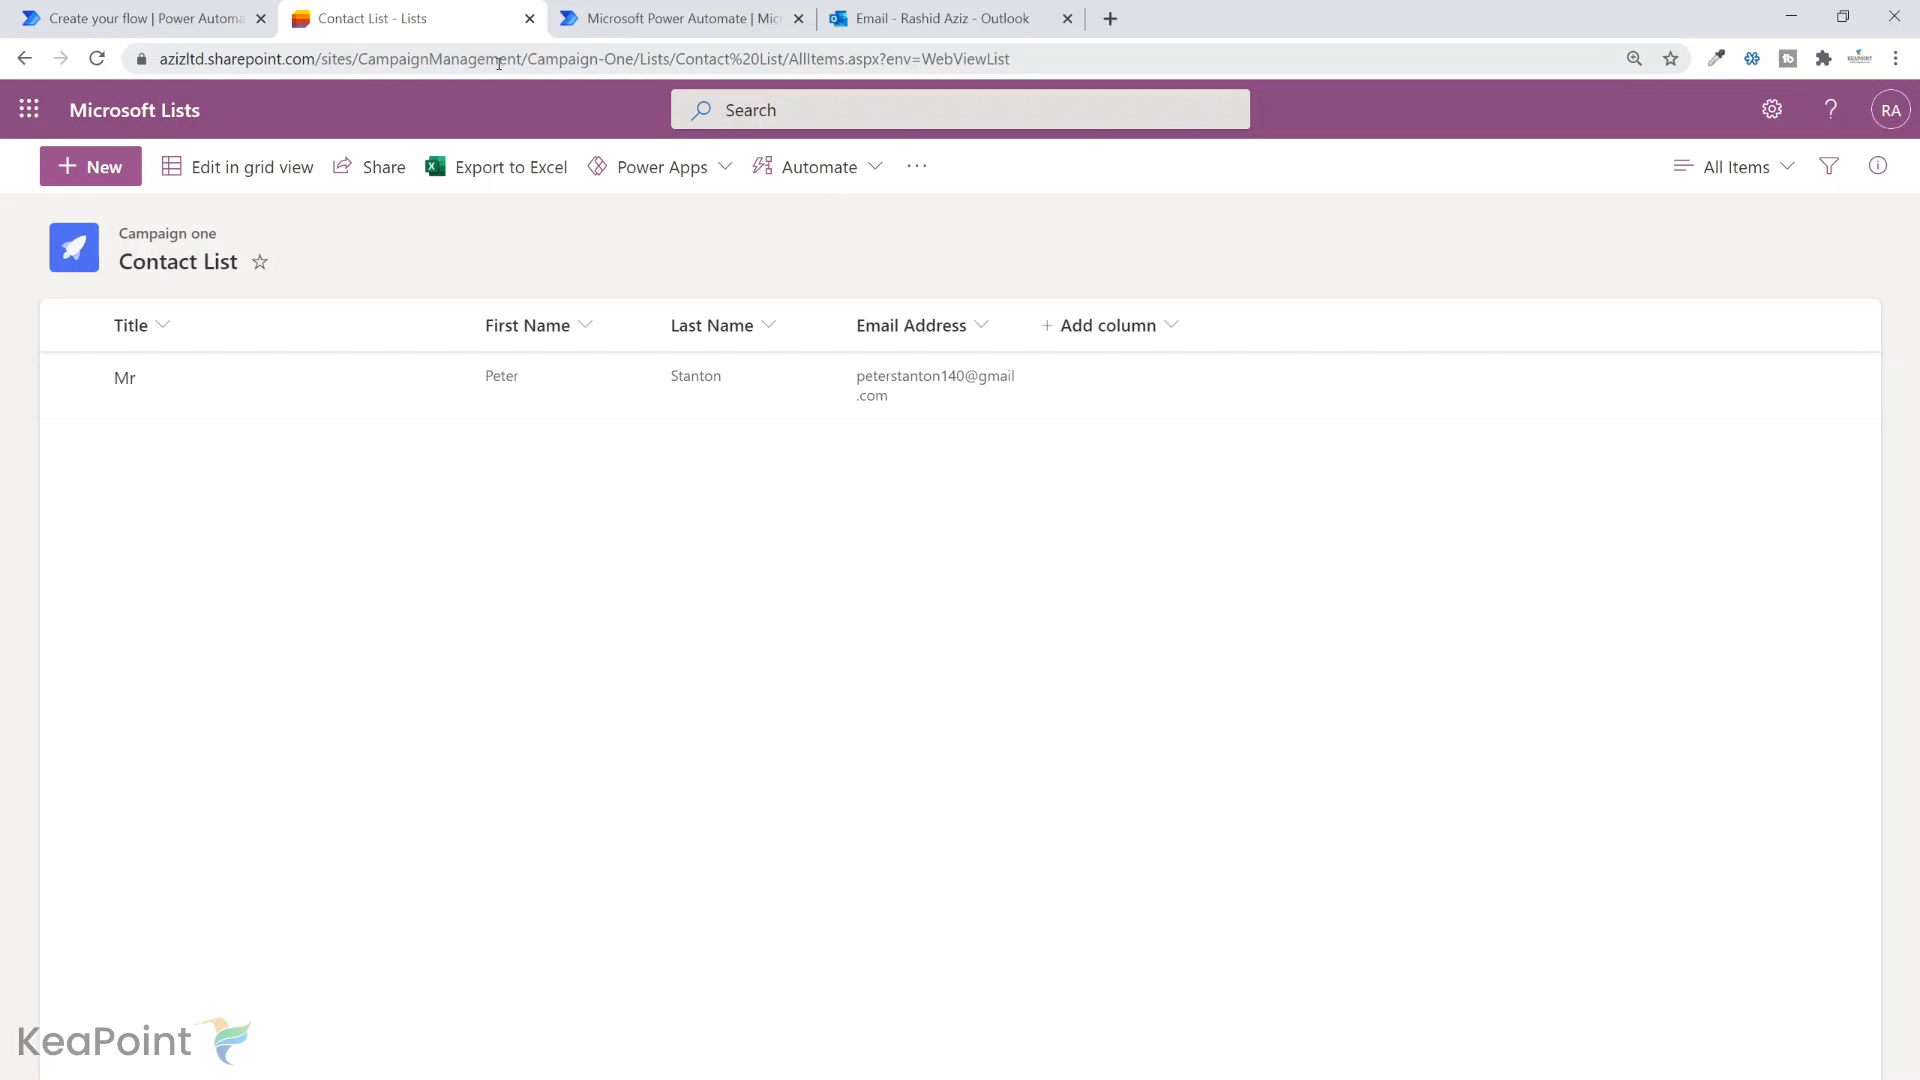 Create your flow | Power Automa
Contact List - Lists
Microsoft Power Automate | Mic
Email - Rashid Aziz - Outlook
azizltd.sharepoint.com/sites/CampaignManagement/Campaign-One/Lists/Contact%20List/AllItems.aspx?env=WebViewList
Microsoft Lists
Search
RA
New
Edit in grid view
Share
Export to Excel
Power Apps
Automate
All Items
Campaign one
Contact List
Title
First Name
Last Name
Email Address
+ Add column
Mr
Peter
Stanton
peterstanton140@gmail
.com
KeaPoint